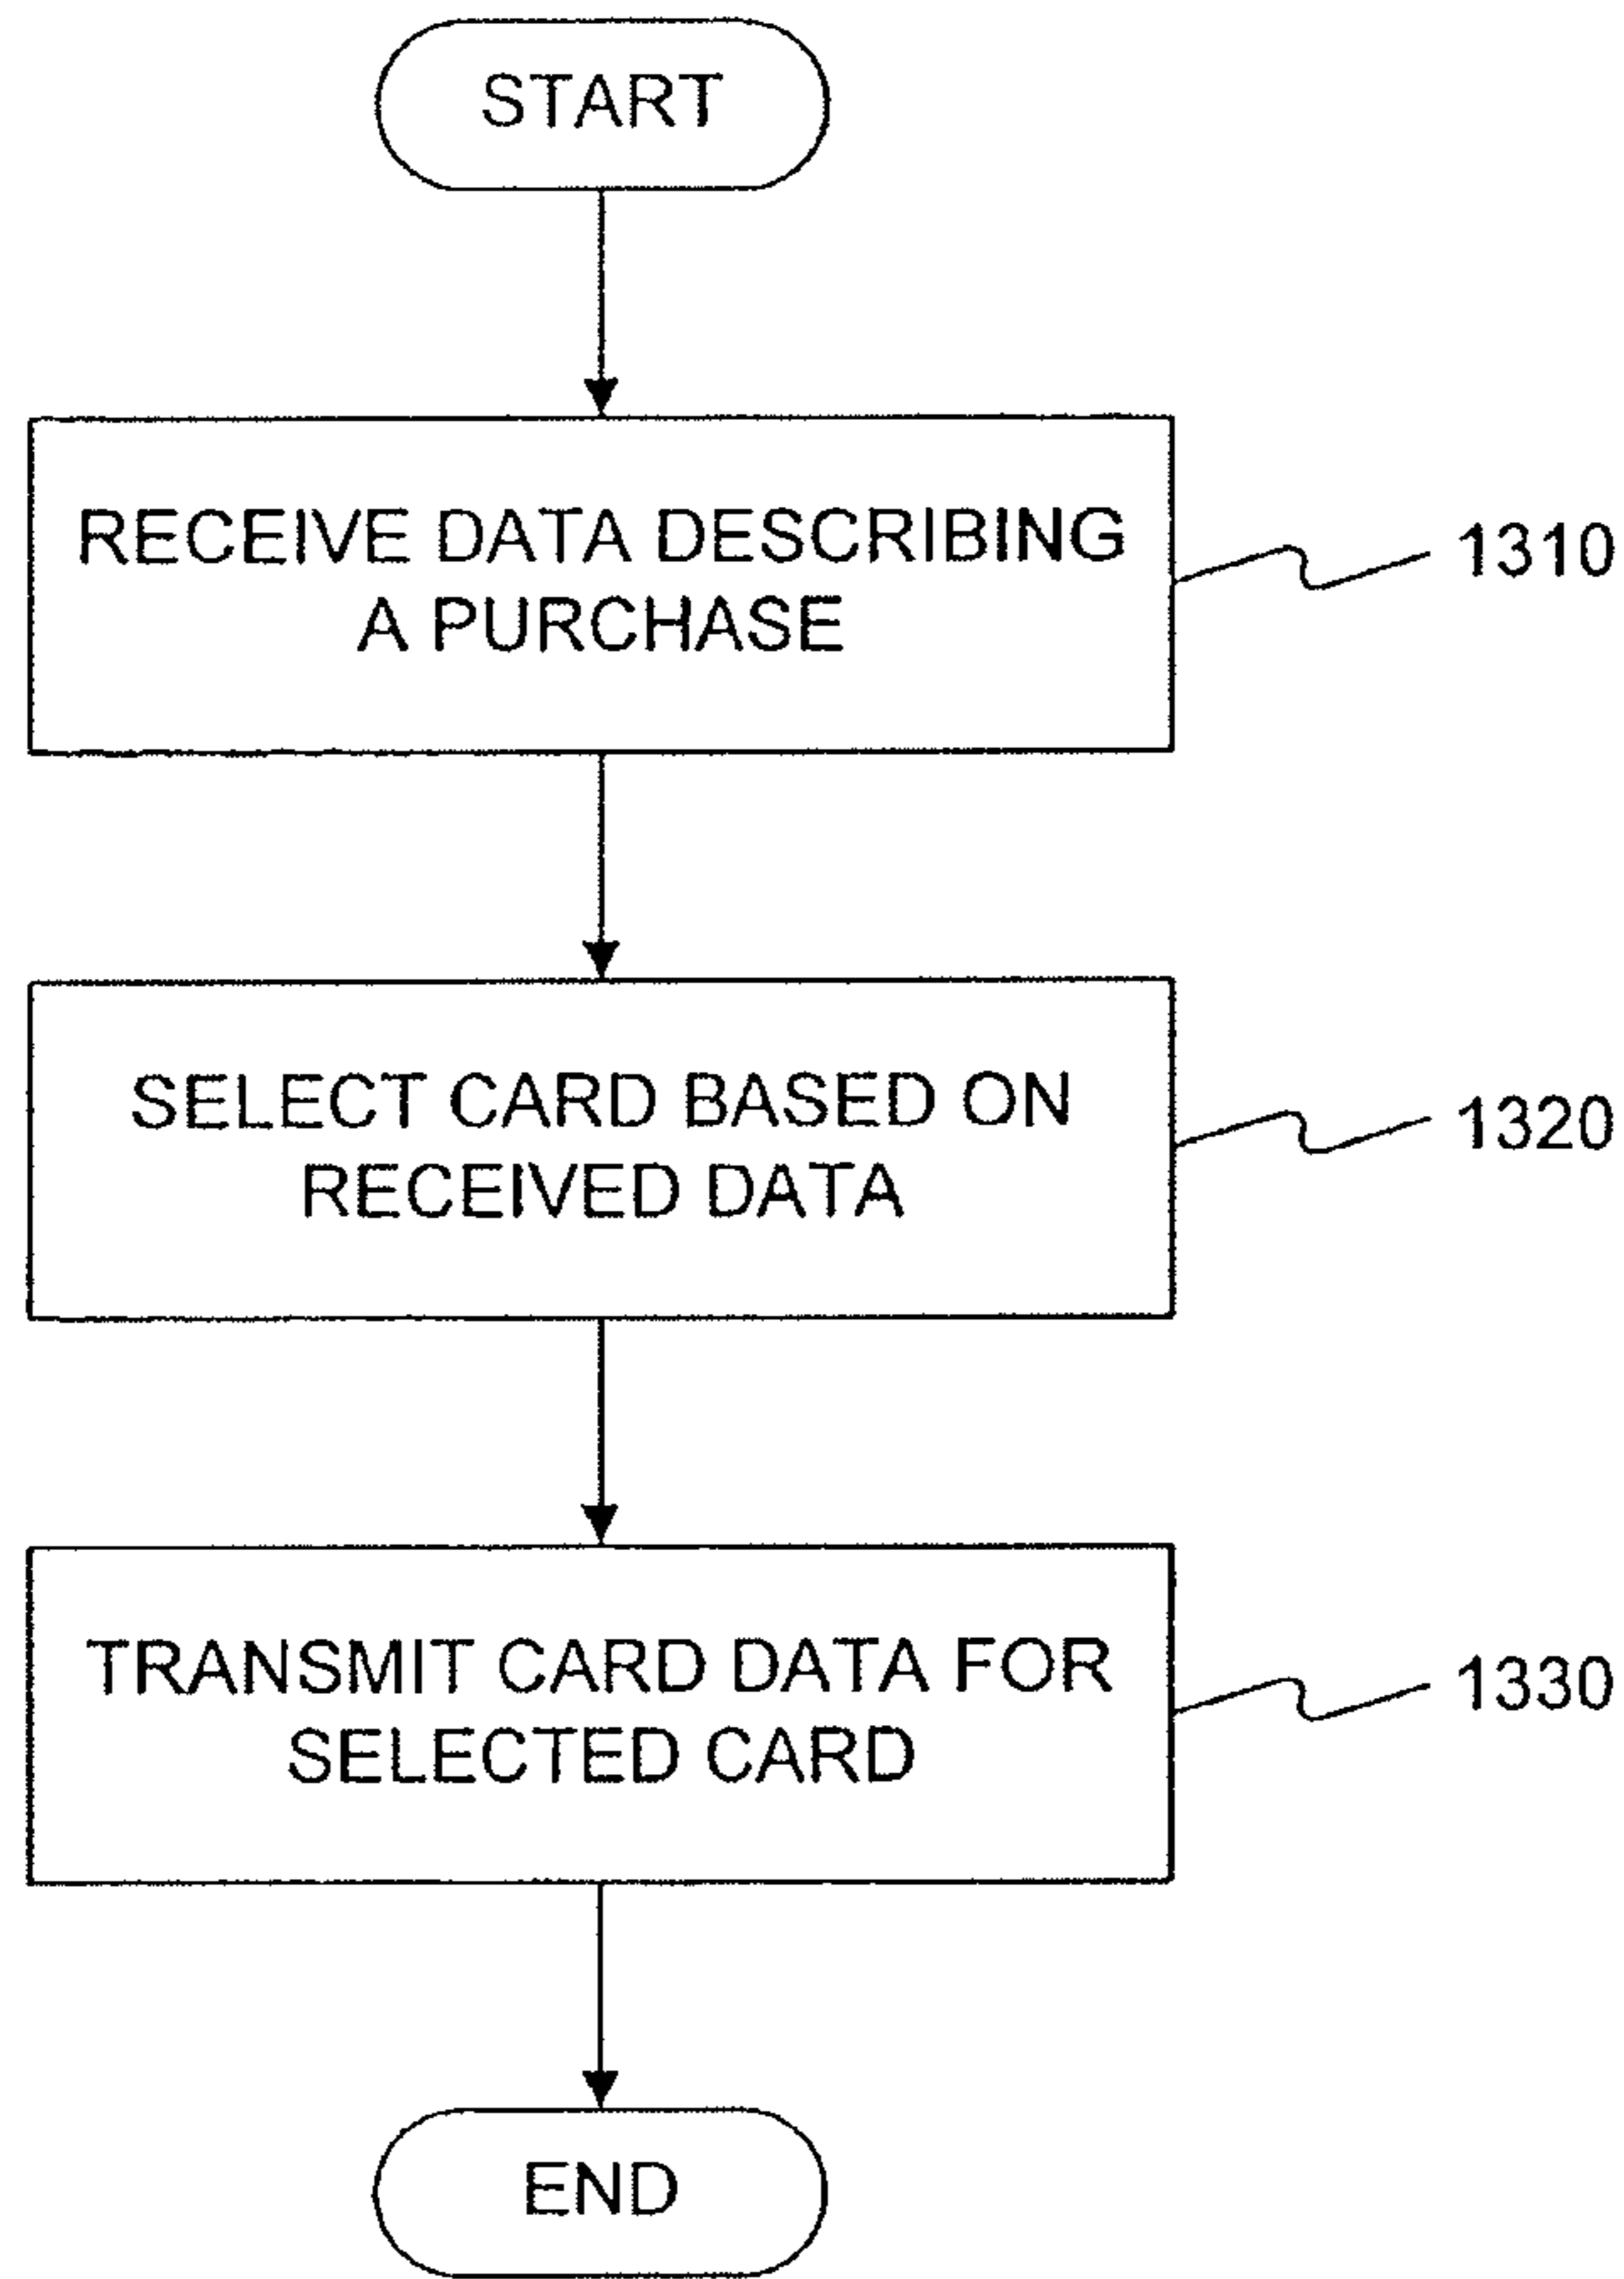 START
RECEIVE DATA DESCRIBING
A PURCHASE
1310
SELECT CARD BASED ON
RECEIVED DATA
1320
TRANSMIT CARD DATA FOR
SELECTED CARD
1330
END